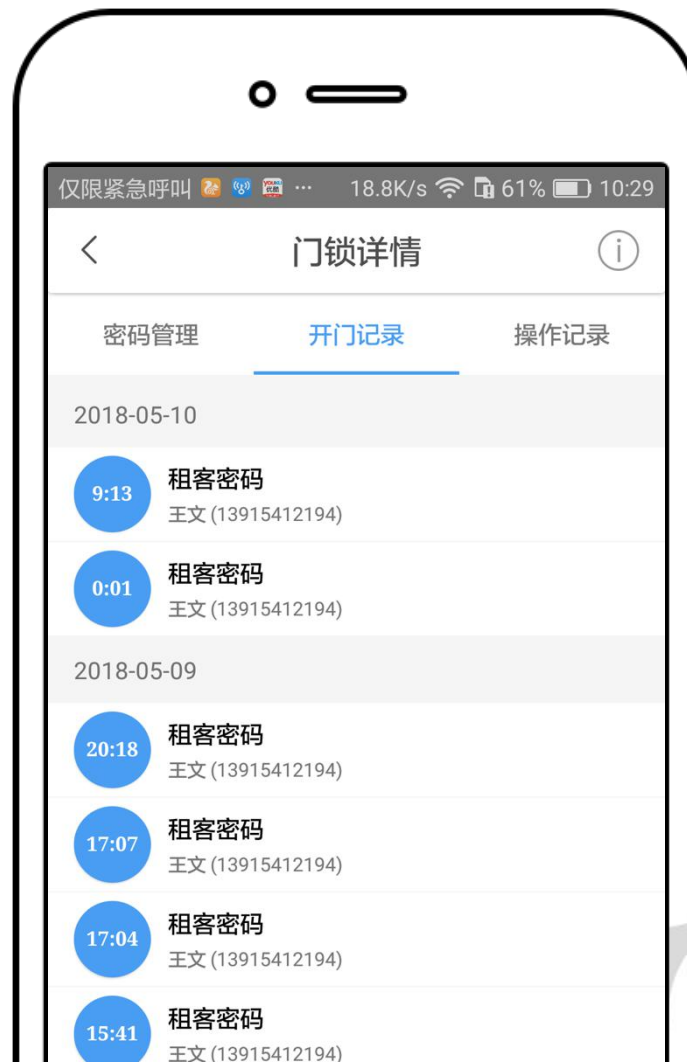 仅限紧急呼叫 ... 18.8K/s 61% 10:29
门锁详情
密码管理 开门记录 操作记录
2018-05-10
9:13 租客密码
王文 (13915412194)
0:01 租客密码
王文 (13915412194)
2018-05-09
20:18 租客密码
王文 (13915412194)
17:07 租客密码
王文 (13915412194)
17:04 租客密码
王文 (13915412194)
15:41 租客密码
王文 (13915412194)